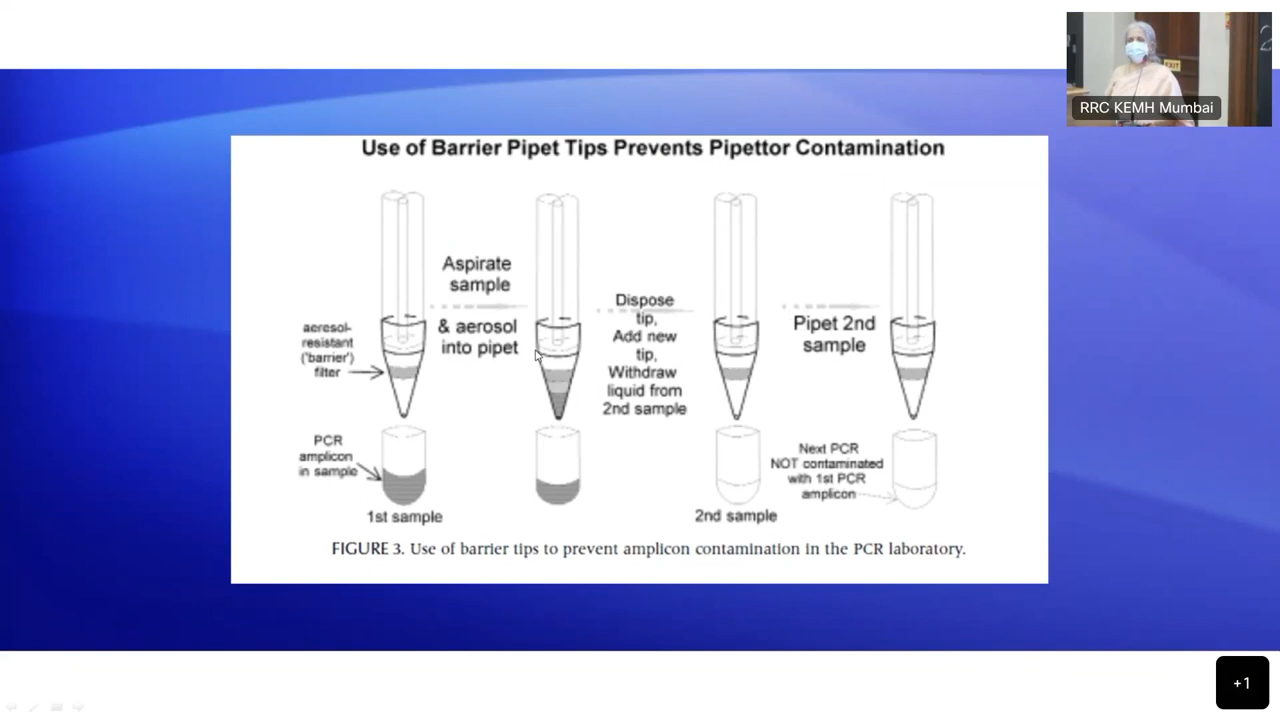 2
EXIT
RRC KEMH Mumbai
Use of Barrier Pipet Tips Prevents Pipettor Contamination
Aspirate
sample
& aerosol
into pipet
Dispose
tip,
Add new
tip,
Withdraw
liquid from
2nd sample
Pipet 2nd
sample
aeresol-
resistant
('barrier')
filter
PCR
amplicon
in sample
Next PCR
NOT contaminated
with 1st PCR
amplicon
1st sample
2nd sample
FIGURE 3. Use of barrier tips to prevent amplicon contamination in the PCR laboratory.
+1